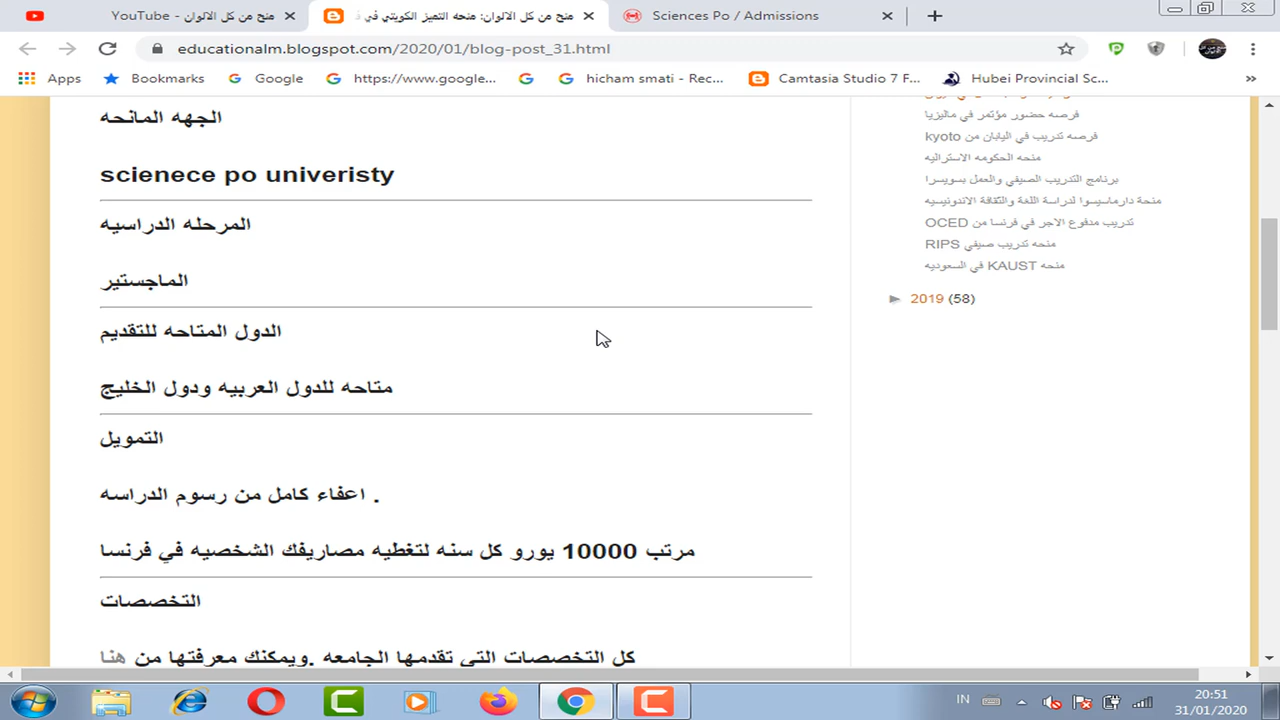 منح من كل الالوان - YouTube
منح من كل الالوان: منحه التميز الكويتي في ف
Sciences Po / Admissions
educationalm.blogspot.com/2020/01/blog-post_31.html
Apps
Bookmarks
Google
https://www.google...
hicham smati - Rec...
Camtasia Studio 7 F...
Hubei Provincial Sc...
»
الجهه المانحه
scienece po univeristy
المرحله الدراسيه
الماجستير
الدول المتاحه للتقديم
متاحه للدول العربيه ودول الخليج
التمويل
. اعفاء كامل من رسوم الدراسه
مرتب 10000 يورو كل سنه لتغطيه مصاريفك الشخصيه في فرنسا
التخصصات
كل التخصصات التي تقدمها الجامعه .ويمكنك معرفتها من هنا
فرصه حضور مؤتمر في ماليزيا
فرصه تدريب في اليابان من kyoto
منحه الحكومه الاستراليه
برنامج التدريب الصيفي والعمل بسويسرا
منحة دارماسيسوا لدراسة اللغة والثقافة الاندونيسيه
تدريب مدفوع الاجر في فرنسا من OCED
منحه تدريب صيفي RIPS
منحه KAUST في السعوديه
2019 (58)
IN
20:51
31/01/2020